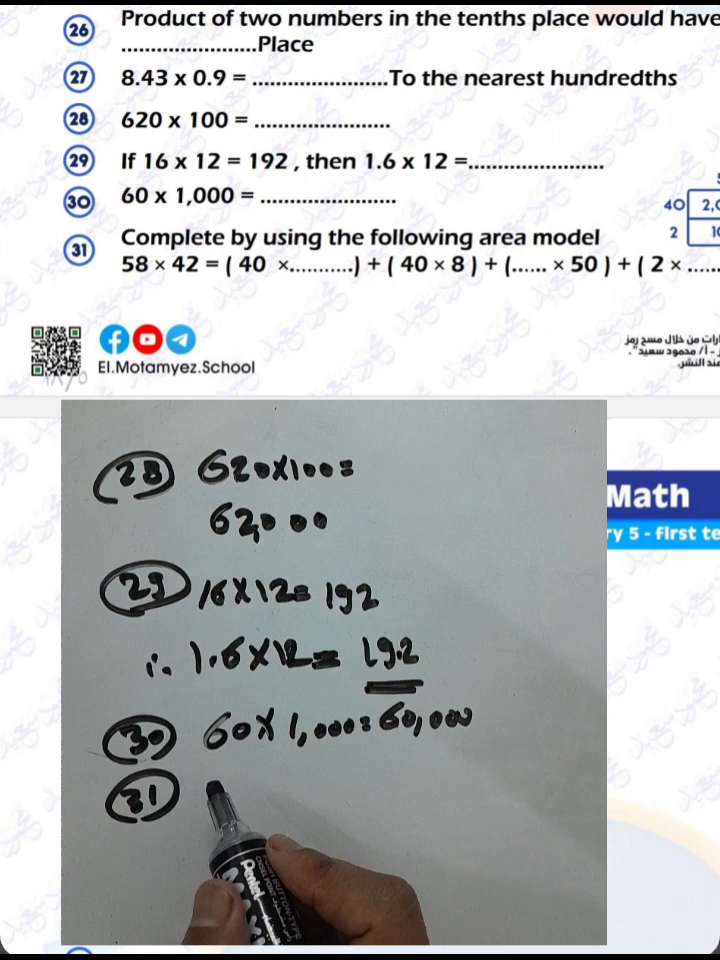 26 Product of two numbers in the tenths place would have
........................Place
27 8.43 x 0.9 = ........................To the nearest hundredths
28 620 x 100 = ........................
29 If 16 x 12 = 192 , then 1.6 x 12 =........................
30 60 x 1,000 = ........................
40 2,0
31 Complete by using the following area model
2
58 × 42 = ( 40 ×...........) + ( 40 × 8 ) + (...... × 50 ) + ( 2 × ......
El.Motamyez.School
28 620x100=
62,000
Math
ry 5 - first te
29 16x12=192
∴ 1.6x12= 19.2
30 60x1,000=60,000
31
Pentel